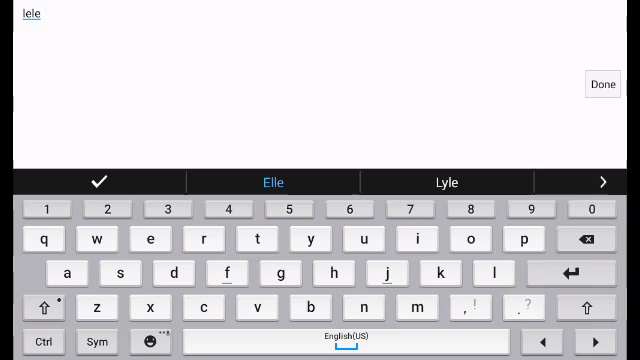 lele
Done
Elle Lyle
1 2 3 4 5 6 7 8 9 0
q w e r t y u i o p
a s d f g h j k l
z x c v b n m , ! . ?
Ctrl Sym English(US)